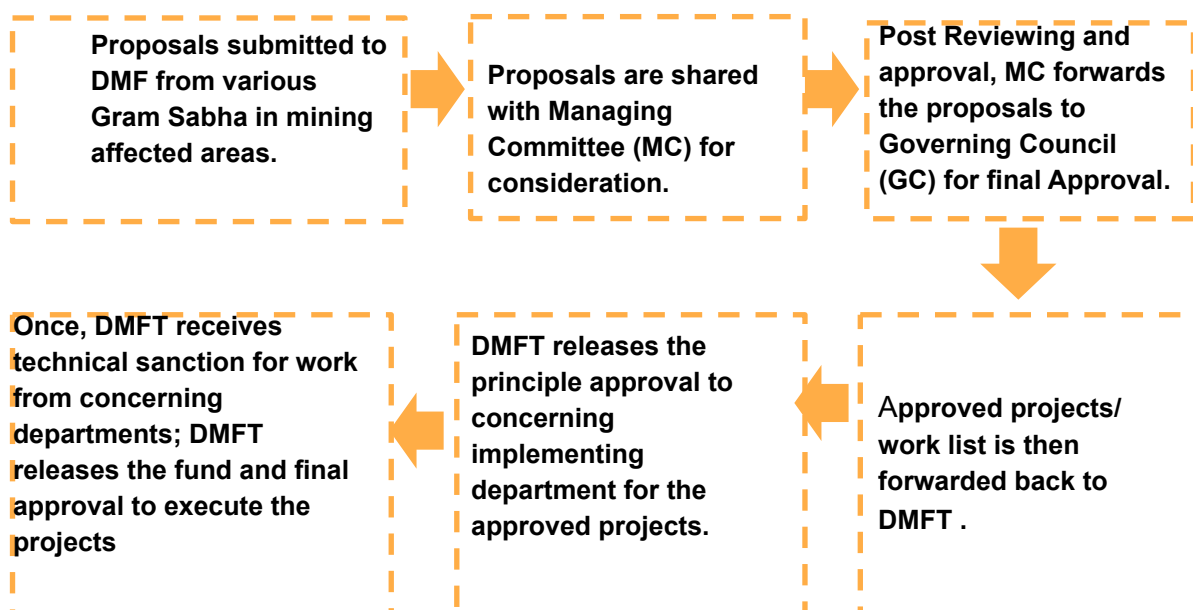 Proposals submitted to
DMF from various
Gram Sabha in mining
affected areas.
Proposals are shared
with Managing
Committee (MC) for
consideration.
Post Reviewing and
approval, MC forwards
the proposals to
Governing Council
(GC) for final Approval.
Approved projects/
work list is then
forwarded back to
DMFT .
DMFT releases the
principle approval to
concerning
implementing
department for the
approved projects.
Once, DMFT receives
technical sanction for work
from concerning
departments; DMFT
releases the fund and final
approval to execute the
projects